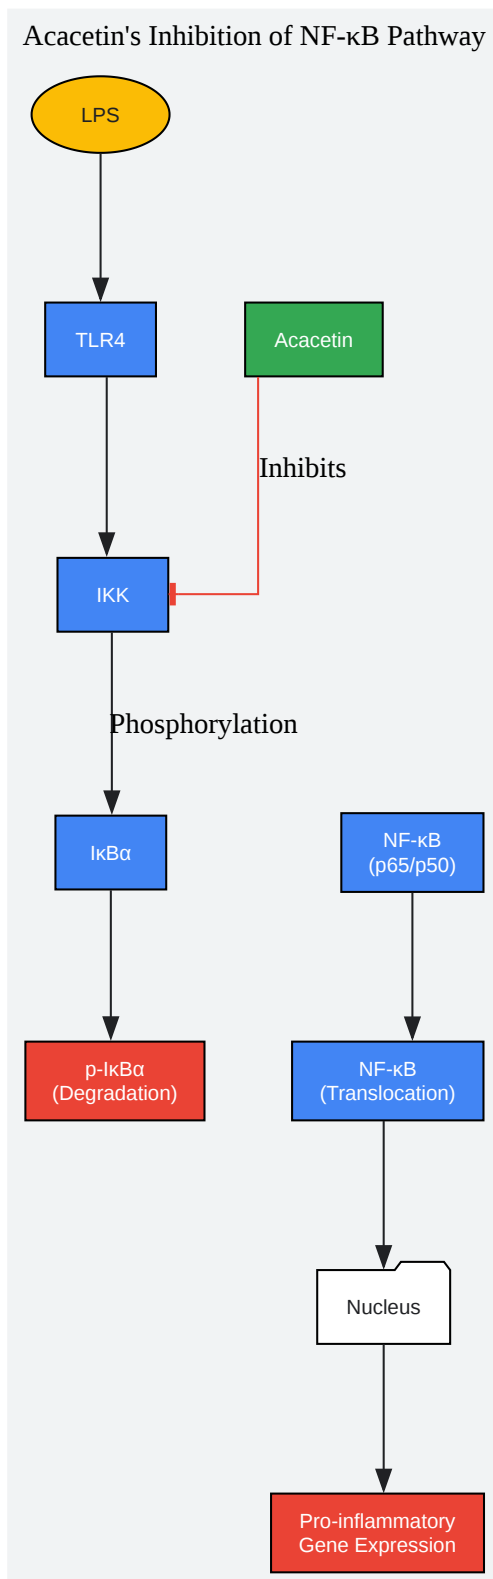 Acacetin's Inhibition of NF-κB Pathway
LPS
TLR4
Acacetin
Inhibits
IKK
Phosphorylation
IκBα
NF-κB
(p65/p50)
p-IκBα
(Degradation)
NF-κB
(Translocation)
Nucleus
Pro-inflammatory
Gene Expression